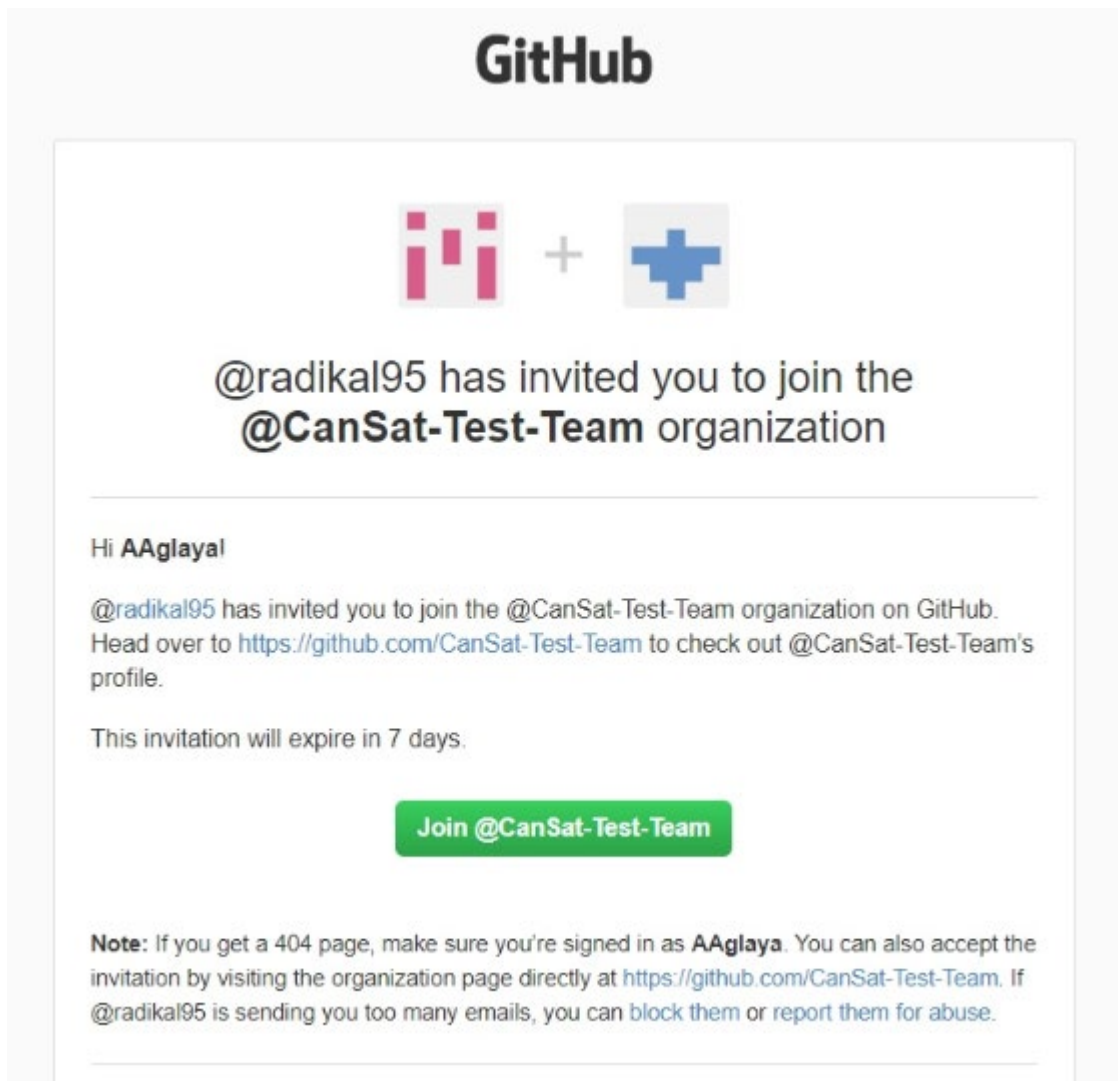 GitHub
@radikal95 has invited you to join the
@CanSat-Test-Team organization
Hi AAglaya!
@radikal95 has invited you to join the @CanSat-Test-Team organization on GitHub.
Head over to https://github.com/CanSat-Test-Team to check out @CanSat-Test-Team's
profile.
This invitation will expire in 7 days.
Join @CanSat-Test-Team
Note: If you get a 404 page, make sure you're signed in as AAglaya. You can also accept the
invitation by visiting the organization page directly at https://github.com/CanSat-Test-Team. If
@radikal95 is sending you too many emails, you can block them or report them for abuse.